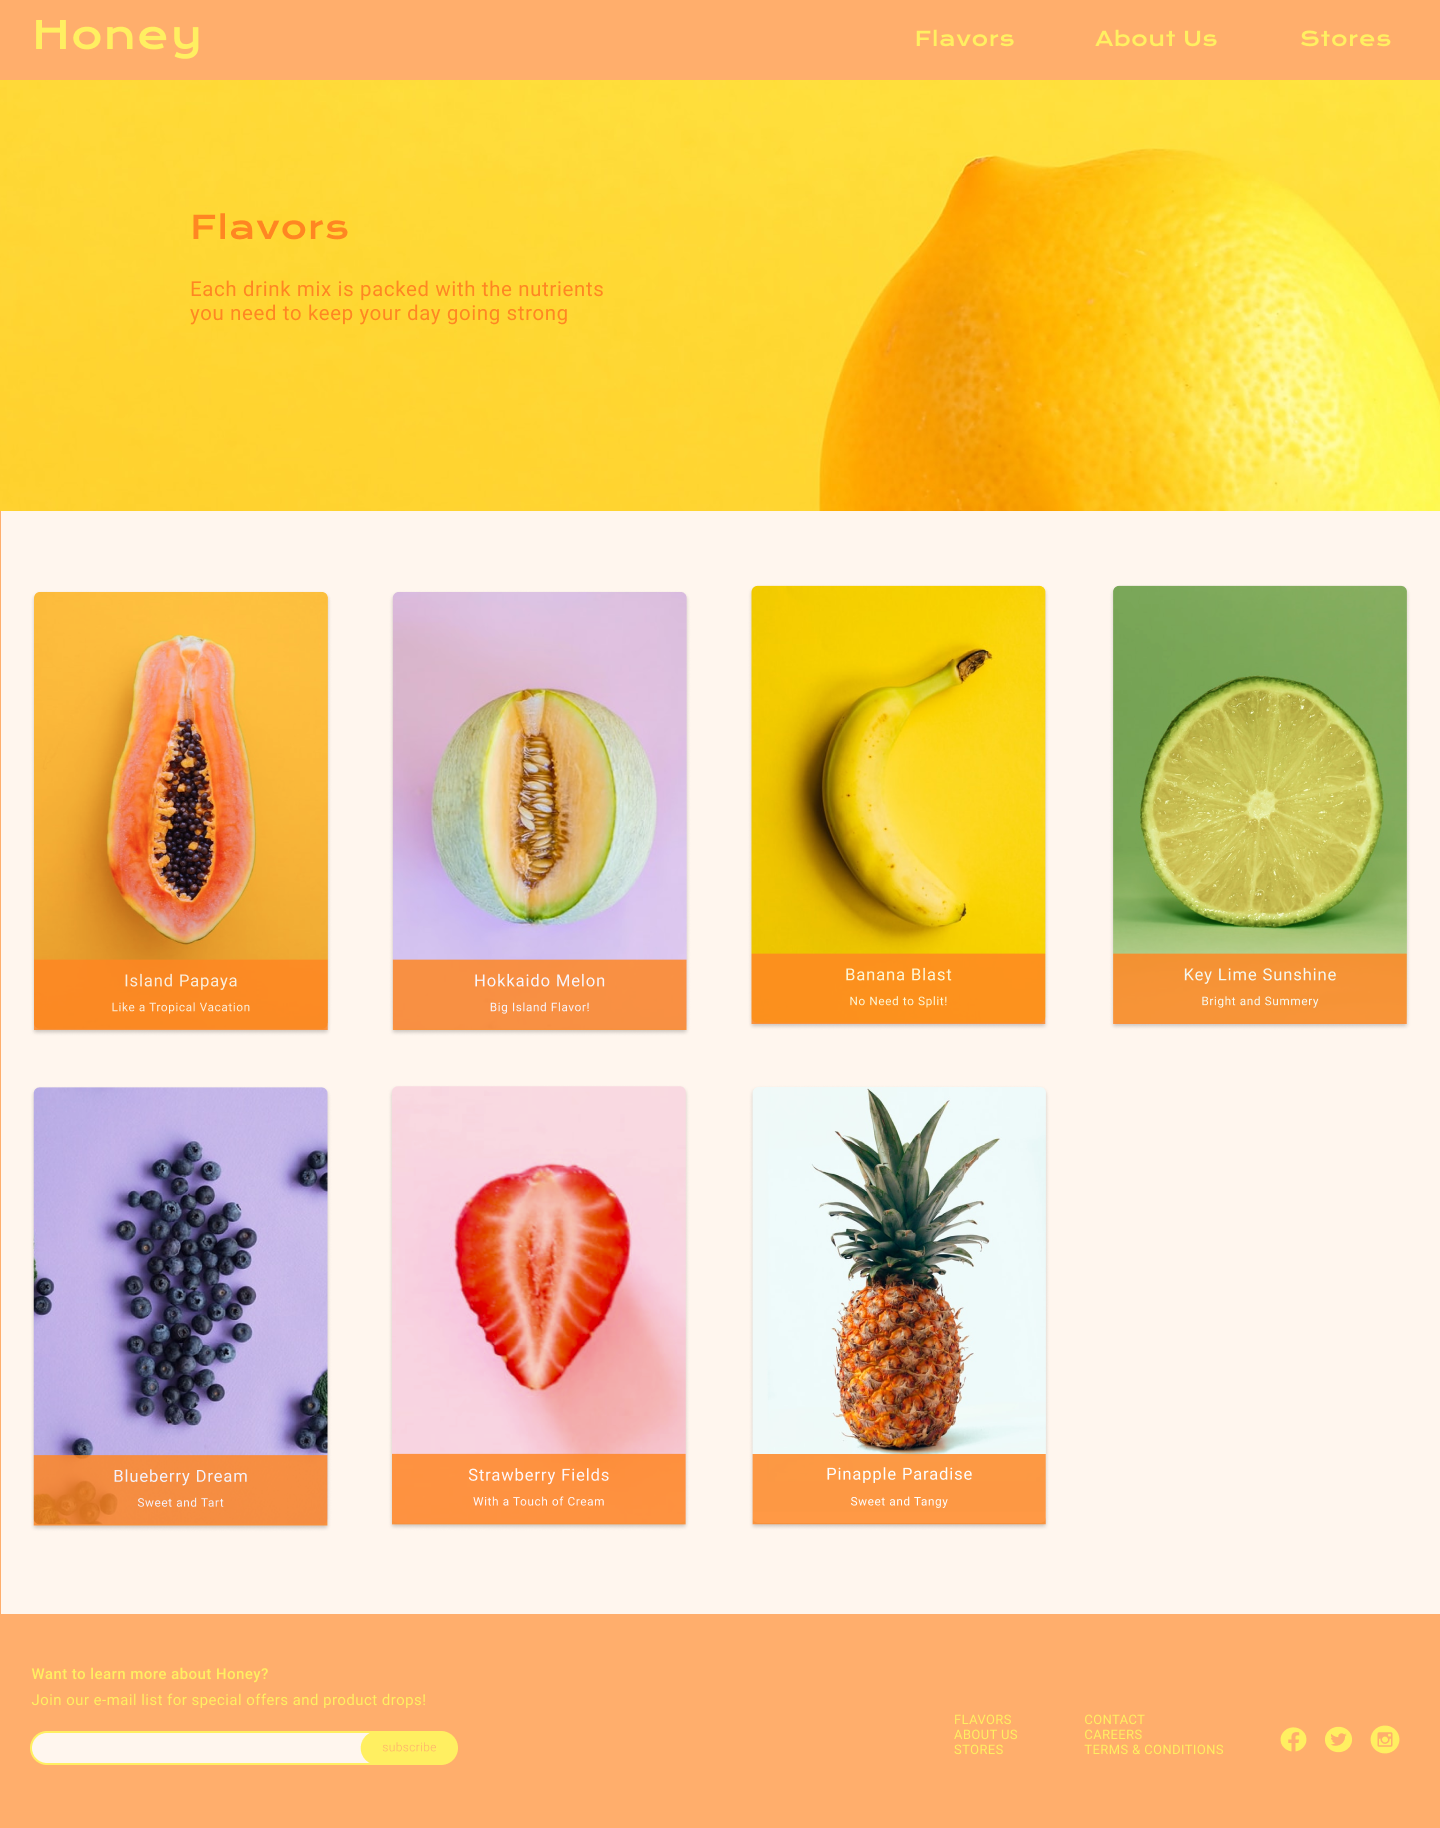 Honey
Flavors
About Us
Stores
Flavors
Each drink mix is packed with the nutrients
you need to keep your day going strong
Island Papaya
Like a Tropical Vacation
Hokkaido Melon
Big Island Flavor!
Banana Blast
No Need to Split!
Key Lime Sunshine
Bright and Summery
Blueberry Dream
Sweet and Tart
Strawberry Fields
With a Touch of Cream
Pinapple Paradise
Sweet and Tangy
Want to learn more about Honey?
Join our e-mail list for special offers and product drops!
subscribe
FLAVORS
ABOUT US
STORES
CONTACT
CAREERS
TERMS & CONDITIONS